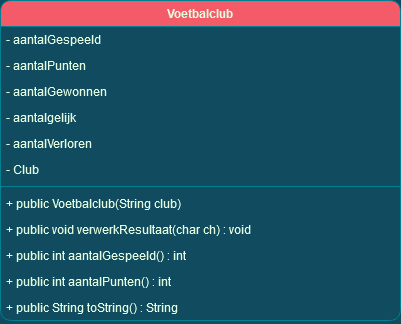 Voetbalclub
- aantalGespeeld
- aantalPunten
- aantalGewonnen
- aantalgelijk
- aantalVerloren
- Club
+ public Voetbalclub(String club)
+ public void verwerkResultaat(char ch) : void
+ public int aantalGespeeld() : int
+ public int aantalPunten() : int
+ public String toString() : String